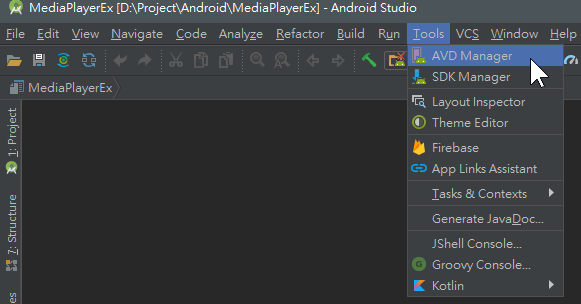 MediaPlayerEx [D:\Project\Android\MediaPlayerEx] - Android Studio
File Edit View Navigate Code Analyze Refactor Build Run Tools VCS Window Help
MediaPlayerEx
AVD Manager
SDK Manager
Layout Inspector
Theme Editor
Firebase
App Links Assistant
Tasks & Contexts
Generate JavaDoc...
JShell Console...
Groovy Console...
Kotlin
1: Project
7: Structure